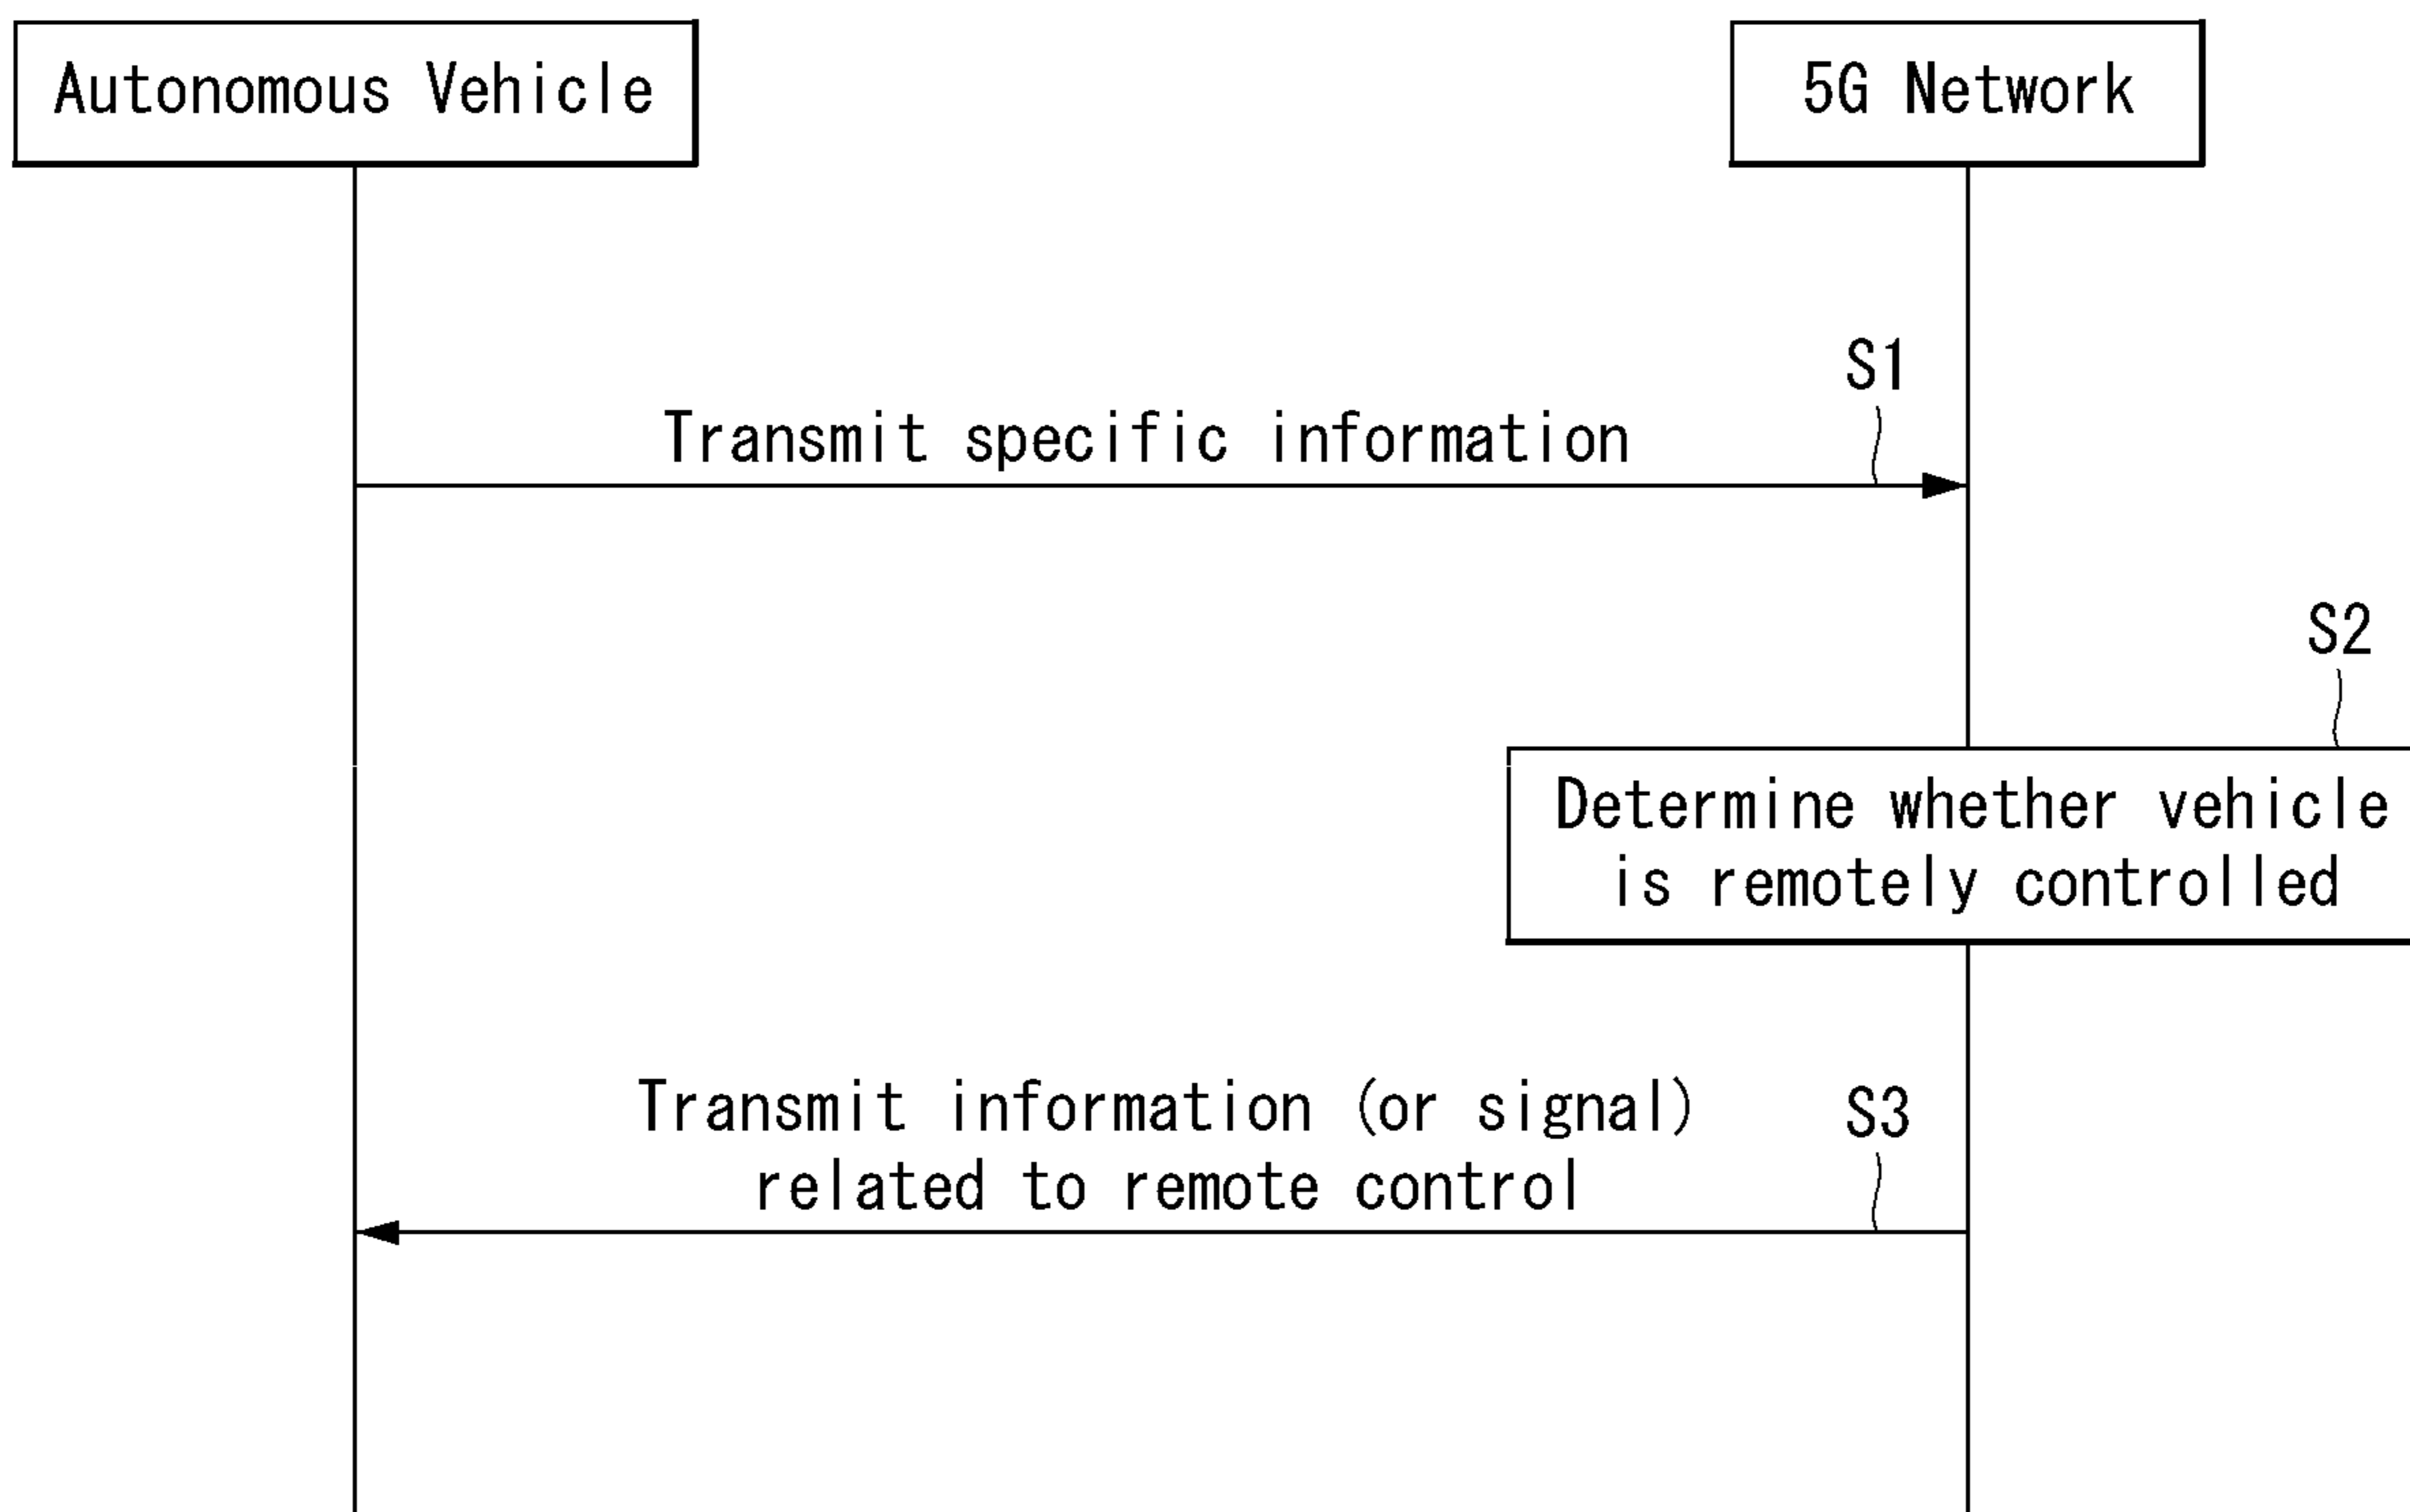 Autonomous Vehicle
5G Network
S1
Transmit specific information
S2
Determine whether vehicle
is remotely controlled
Transmit information (or signal)
S3
related to remote control